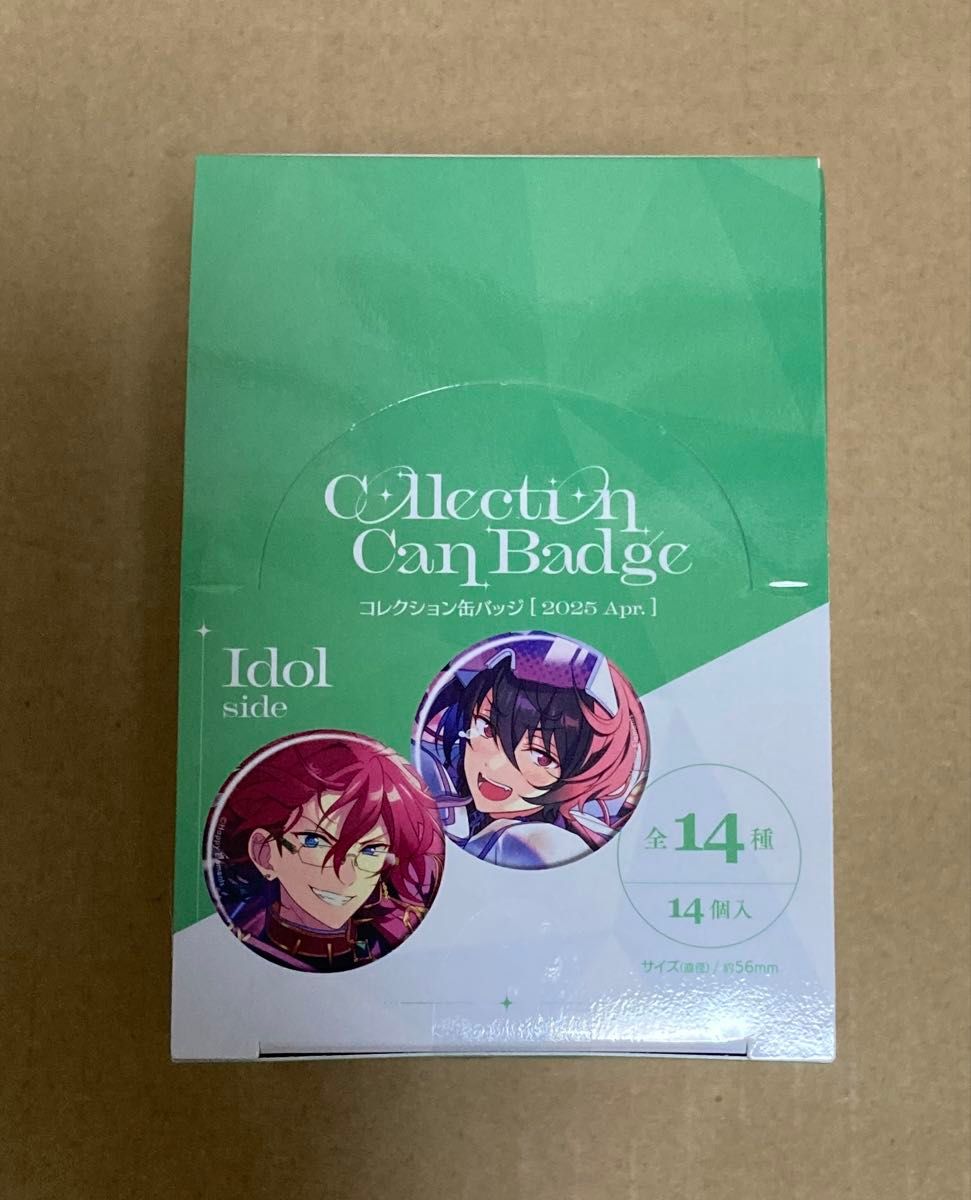 Collection
Can Badge
コレクション缶バッジ [ 2025 Apr. ]
Idol
side
全14種
14個入
サイズ(直径) / 約56mm